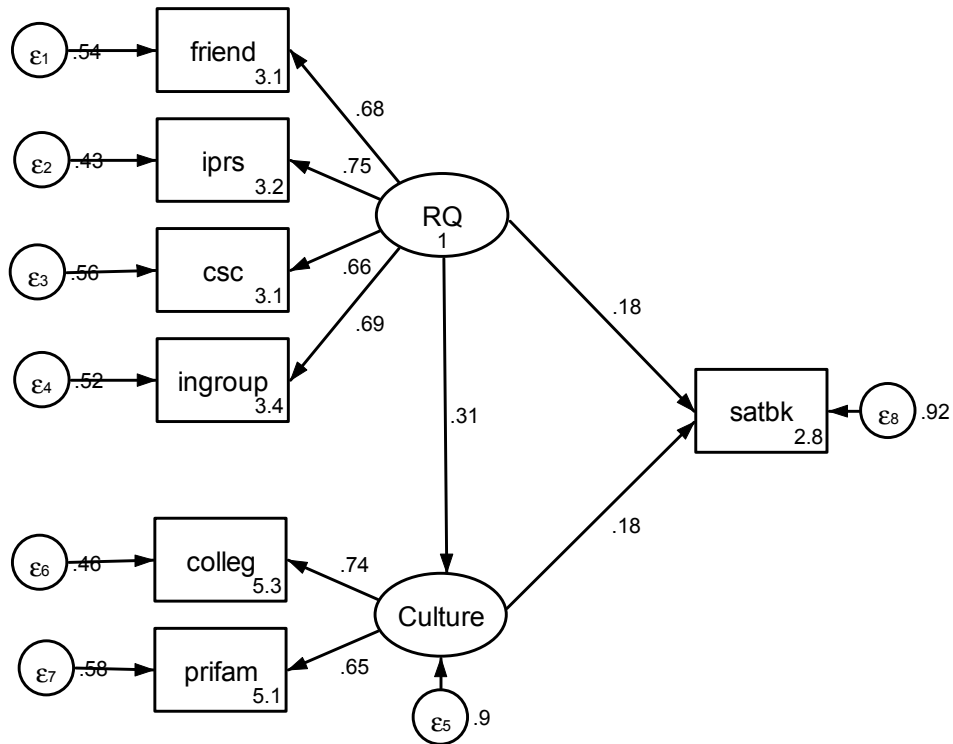 ε1 .54 friend 3.1
.68
ε2 .43 iprs 3.2
.75
RQ
1
ε3 .56 csc 3.1
.66
.18
.69
ε4 .52 ingroup 3.4
.31
satbk 2.8
ε8 .92
.18
ε6 .46 colleg 5.3
.74
Culture
ε7 .58 prifam 5.1
.65
ε5 .9